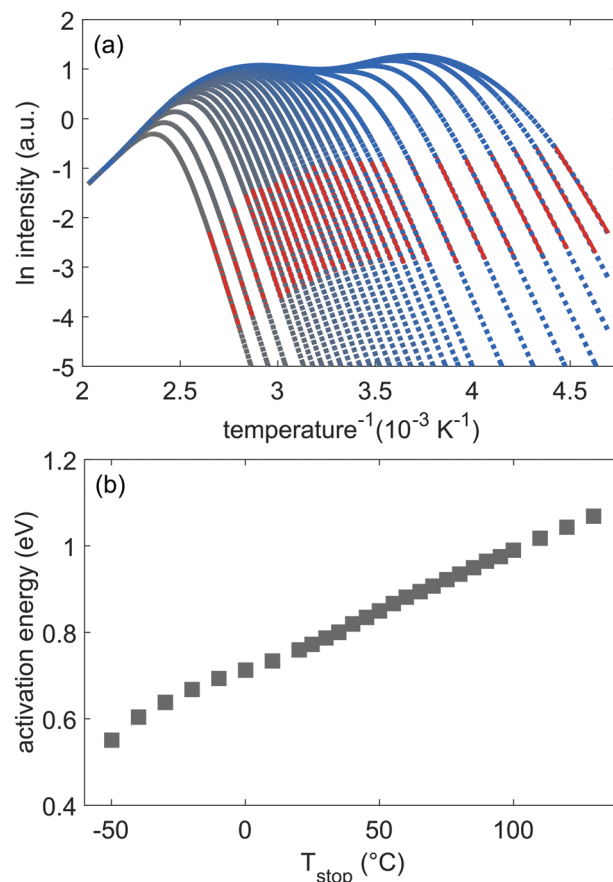 (a)
ln intensity (a.u.)
2
1
0
-1
-2
-3
-4
-5
2 2.5 3 3.5 4 4.5
temperature⁻¹(10⁻³ K⁻¹)
(b)
activation energy (eV)
1.2
1
0.8
0.6
0.4
-50 0 50 100
T_stop (°C)